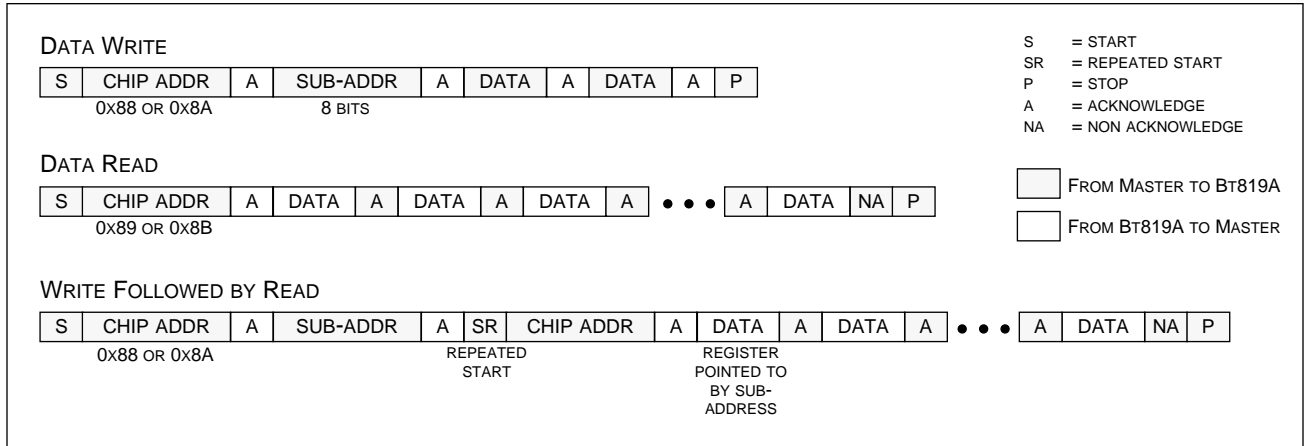 DATA WRITE
S CHIP ADDR A SUB-ADDR A DATA A DATA A P
0X88 OR 0X8A 8 BITS
S = START
SR = REPEATED START
P = STOP
A = ACKNOWLEDGE
NA = NON ACKNOWLEDGE
DATA READ
S CHIP ADDR A DATA A DATA A DATA A • • • A DATA NA P
0X89 OR 0X8B
FROM MASTER TO BT819A
FROM BT819A TO MASTER
WRITE FOLLOWED BY READ
S CHIP ADDR A SUB-ADDR A SR CHIP ADDR A DATA A DATA A • • • A DATA NA P
0X88 OR 0X8A
REPEATED
START
REGISTER
POINTED TO
BY SUB-
ADDRESS